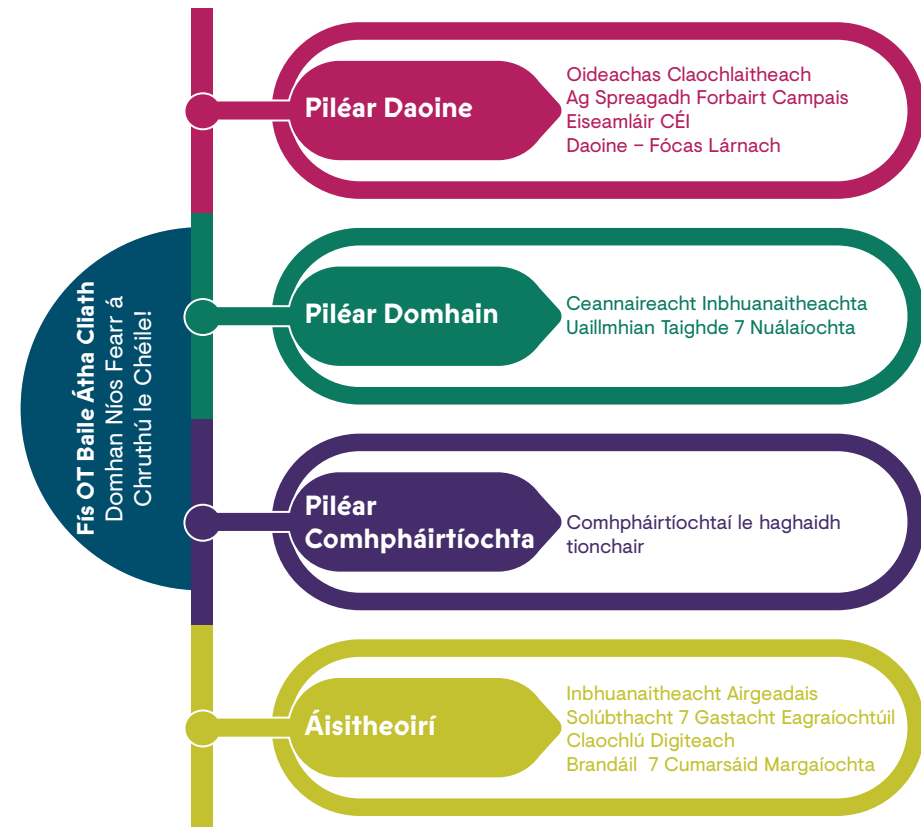 Fís OT Baile Átha Cliath
Domhan Níos Fearr á
Chruthú le Chéile!
Piléar Daoine
Oideachas Claochlaitheach
Ag Spreagadh Forbairt Campais
Eiseamláir CÉI
Daoine – Fócas Lárnach
Piléar Domhain
Ceannaireacht Inbhuanaitheachta
Uaillmhian Taighde 7 Nuálaíochta
Piléar
Comhpháirtíochta
Comhpháirtíochtaí le haghaidh
tionchair
Áisitheoirí
Inbhuanaitheacht Airgeadais
Solúbthacht 7 Gastacht Eagraíochtúil
Claochlú Digiteach
Brandáil 7 Cumarsáid Margaíochta